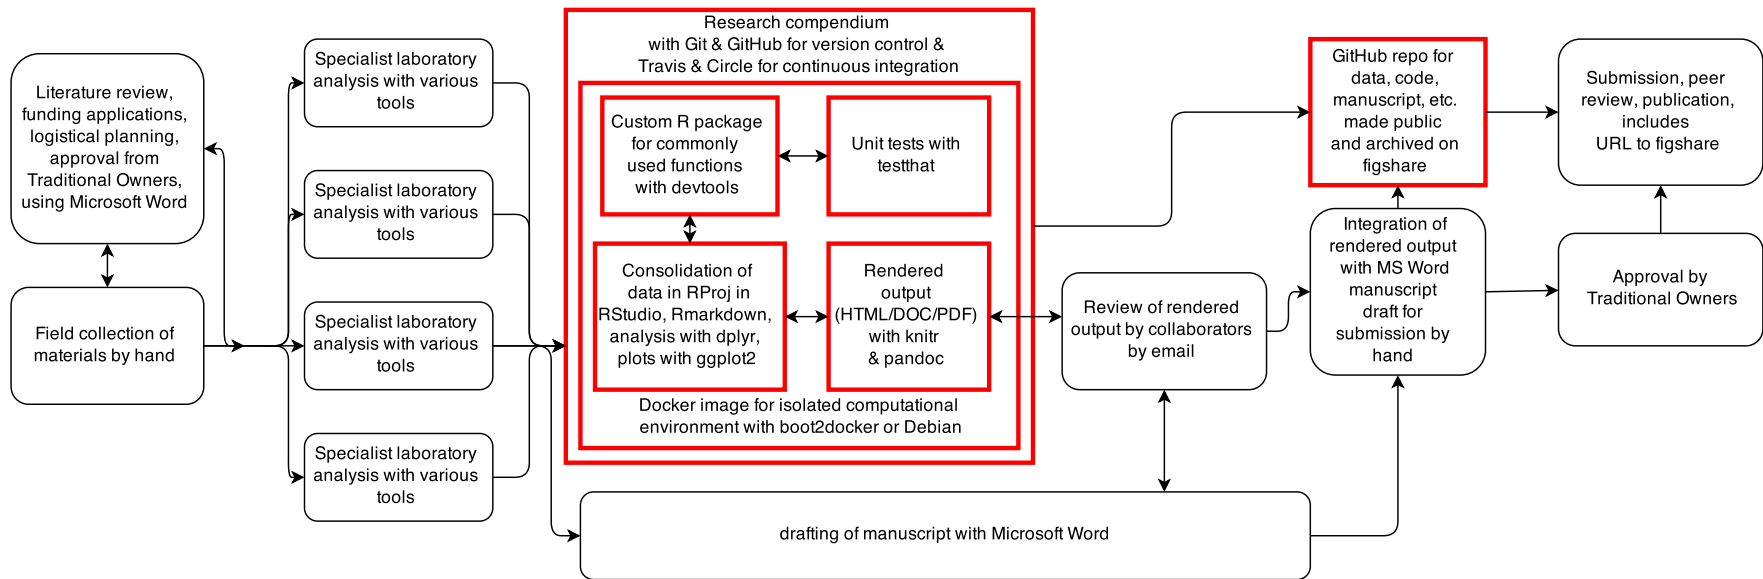 Literature review,
funding applications,
logistical planning,
approval from
Traditional Owners,
using Microsoft Word
Field collection of
materials by hand
Specialist laboratory
analysis with various
tools
Specialist laboratory
analysis with various
tools
Specialist laboratory
analysis with various
tools
Specialist laboratory
analysis with various
tools
Research compendium
with Git & GitHub for version control &
Travis & Circle for continuous integration
Custom R package
for commonly
used functions
with devtools
Unit tests with
testthat
Consolidation of
data in RProj in
RStudio, Rmarkdown,
analysis with dplyr,
plots with ggplot2
Rendered
output
(HTML/DOC/PDF)
with knitr
& pandoc
Docker image for isolated computational
environment with boot2docker or Debian
drafting of manuscript with Microsoft Word
Review of rendered
output by collaborators
by email
GitHub repo for
data, code,
manuscript, etc.
made public
and archived on
figshare
Integration of
rendered output
with MS Word
manuscript
draft for
submission by
hand
Submission, peer
review, publication,
includes
URL to figshare
Approval by
Traditional Owners